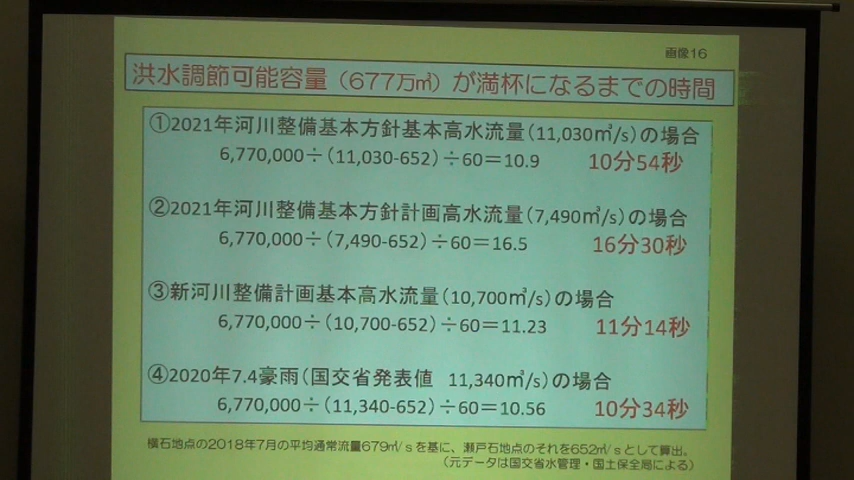 画像16
洪水調節可能容量（677万㎥）が満杯になるまでの時間
①2021年河川整備基本方針基本高水流量（11,030㎥/s）の場合
6,770,000÷（11,030-652）÷60＝10.9　10分54秒
②2021年河川整備基本方針計画高水流量（7,490㎥/s）の場合
6,770,000÷（7,490-652）÷60＝16.5　16分30秒
③新河川整備計画基本高水流量（10,700㎥/s）の場合
6,770,000÷（10,700-652）÷60＝11.23　11分14秒
④2020年7.4豪雨（国交省発表値　11,340㎥/s）の場合
6,770,000÷（11,340-652）÷60＝10.56　10分34秒
横石地点の2018年7月の平均通常流量679㎥/ｓを基に、瀬戸石地点のそれを652㎥/ｓとして算出。
（元データは国交省水管理・国土保全局による）